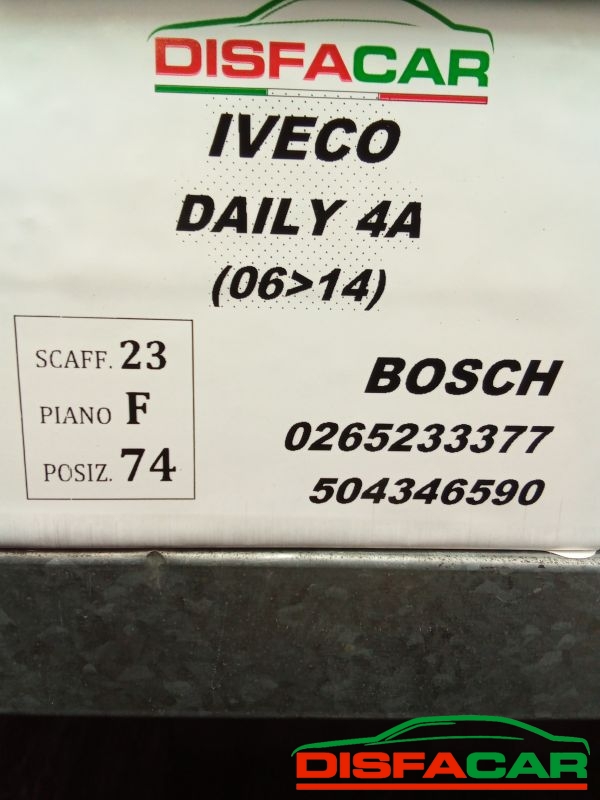 DISFACAR
IVECO
DAILY 4A
(06>14)
SCAFF. 23
PIANO F
POSIZ. 74
BOSCH
0265233377
504346590
DISFACAR